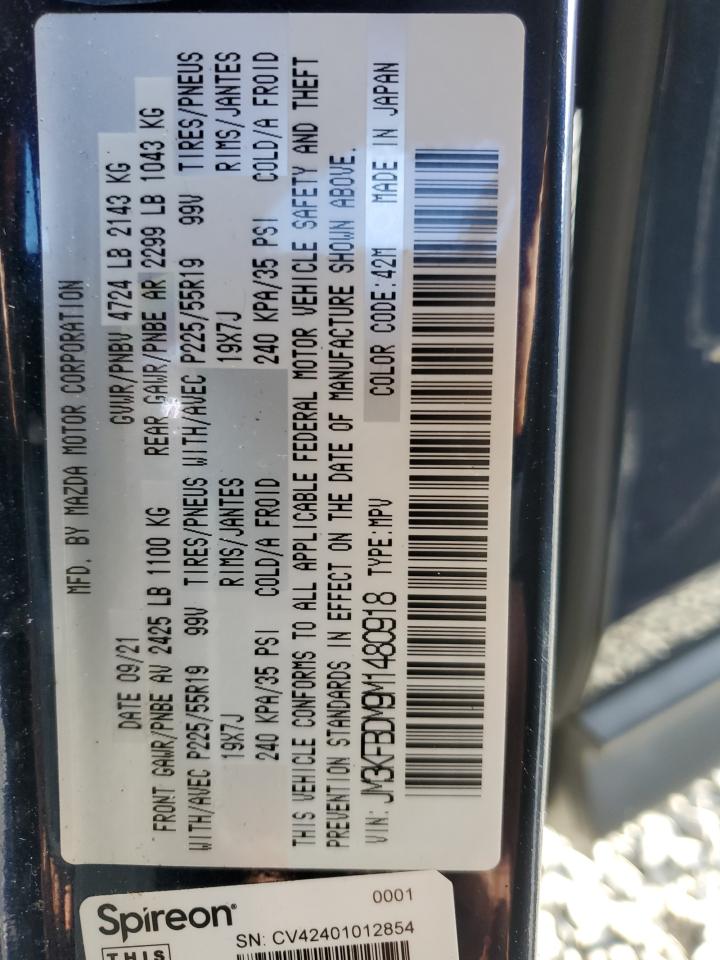 MFD. BY MAZDA MOTOR CORPORATION
DATE 09/21 GVWR/PNBV 4724 LB 2143 KG
FRONT GAWR/PNBE AV 2425 LB 1100 KG REAR GAWR/PNBE AR 2299 LB 1043 KG
WITH/AVEC P225/55R19 99V TIRES/PNEUS WITH/AVEC P225/55R19 99V TIRES/PNEUS
19X7J RIMS/JANTES 19X7J RIMS/JANTES
240 KPA/35 PSI COLD/A FROID 240 KPA/35 PSI COLD/A FROID
THIS VEHICLE CONFORMS TO ALL APPLICABLE FEDERAL MOTOR VEHICLE SAFETY AND THEFT
PREVENTION STANDARDS IN EFFECT ON THE DATE OF MANUFACTURE SHOWN ABOVE.
VIN: JM3KFBDM9M1480918 TYPE:MPV COLOR CODE:42M MADE IN JAPAN
Spireon 0001
SN: CV42401012854
THIS